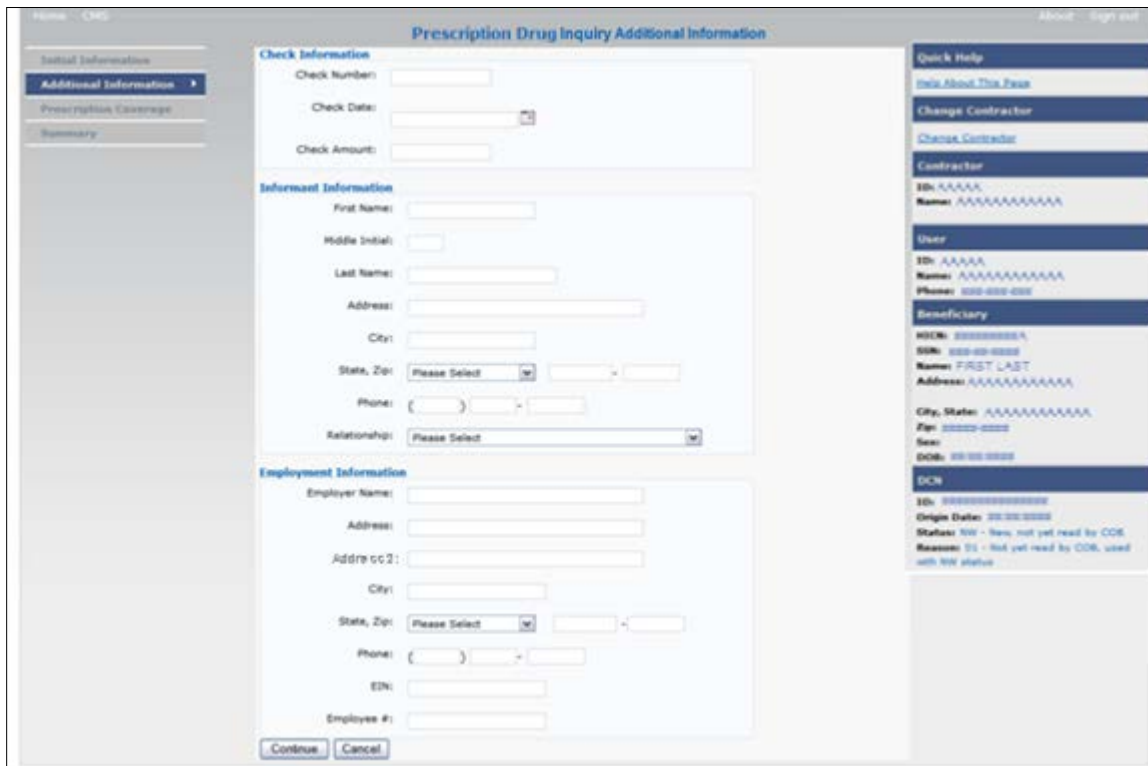 Home CMS
About Sign out
Prescription Drug Inquiry Additional Information
Initial Information
Additional Information
Prescription Coverage
Summary
Check Information
Check Number:
Check Date:
Check Amount:
Informant Information
First Name:
Middle Initial:
Last Name:
Address:
City:
State, Zip: Please Select -
Phone: ( ) -
Relationship: Please Select
Employment Information
Employer Name:
Address:
Address2:
City:
State, Zip: Please Select -
Phone: ( ) -
EIN:
Employee #:
Continue Cancel
Quick Help
Help About This Page
Change Contractor
Change Contractor
Contractor
ID: AAAAA
Name: AAAAAAAAAAAA
User
ID: AAAAA
Name: AAAAAAAAAAAA
Phone:
Beneficiary
HICN:
SSN:
Name: FIRST LAST
Address: AAAAAAAAAAAA
City, State: AAAAAAAAAAAA
Zip:
Sex:
DOB:
DCN
ID:
Origin Date:
Status: NW - New, not yet read by COB
Reason: 01 - Not yet read by COB, used
with NW status